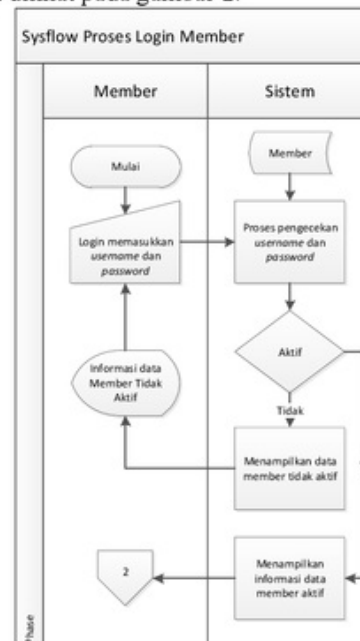 Sysflow Proses Login Member
Member
Sistem
Mulai
Member
Login memasukkan
username dan
password
Proses pengecekan
username dan
password
Aktif
Informasi data
Member Tidak
Aktif
Tidak
Menampilkan data
member tidak aktif
2
Menampilkan
informasi data
member aktif